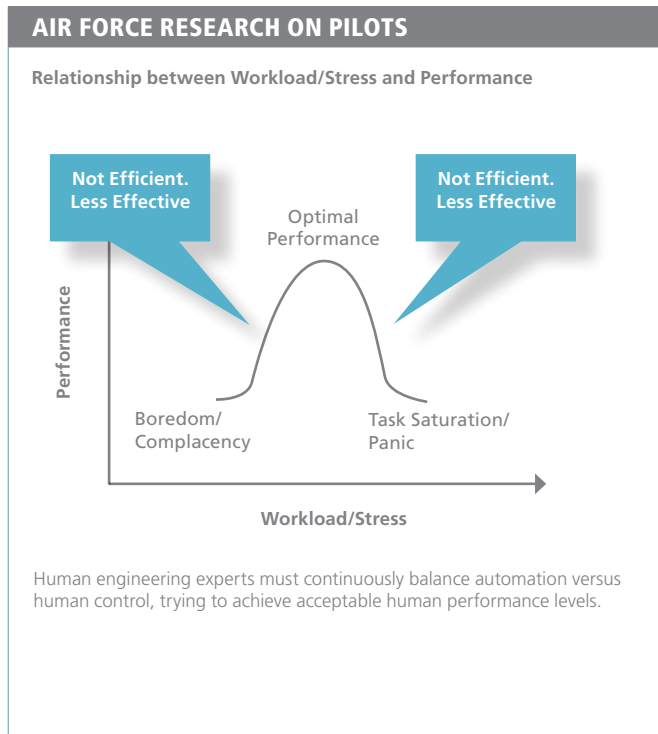 AIR FORCE RESEARCH ON PILOTS
Relationship between Workload/Stress and Performance
Not Efficient.
Less Effective
Not Efficient.
Less Effective
Optimal
Performance
Performance
Boredom/
Complacency
Task Saturation/
Panic
Workload/Stress
Human engineering experts must continuously balance automation versus
human control, trying to achieve acceptable human performance levels.